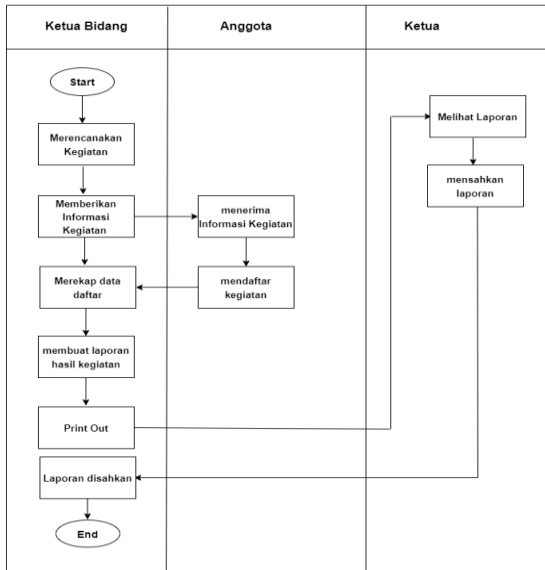 Ketua Bidang
Anggota
Ketua
Start
Merencanakan
Kegiatan
Memberikan
Informasi
Kegiatan
menerima
Informasi Kegiatan
mendaftar
kegiatan
Merekap data
daftar
membuat laporan
hasil kegiatan
Print Out
Melihat Laporan
mensahkan
laporan
Laporan disahkan
End